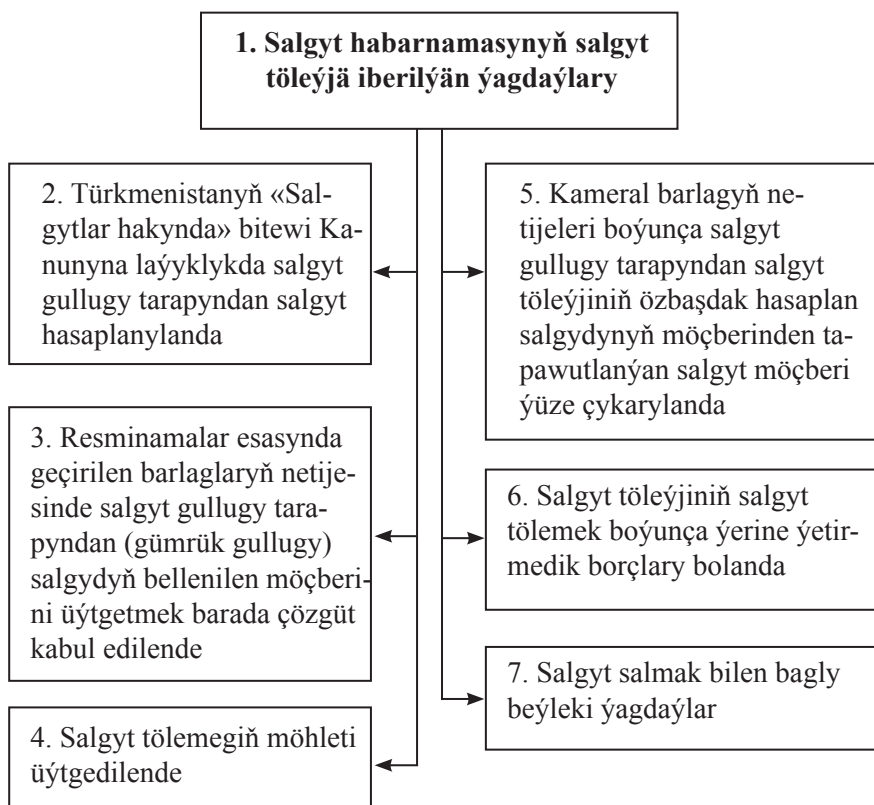 1. Salgyt habarnamasynyň salgyt
töleýjä iberilýän ýagdaýlary
2. Türkmenistanyň «Sal-
gytlar hakynda» bitewi Ka-
nunyna laýyklykda salgyt
gullugy tarapyndan salgyt
hasaplanylanda
3. Resminamalar esasynda
geçirilen barlaglaryň netije-
sinde salgyt gullugy tara-
pyndan (gümrük gullugy)
salgydyň bellenilen möçberi-
ni üýtgetmek barada çözgüt
kabul edilende
4. Salgyt tölemegiň möhleti
üýtgedilende
5. Kameral barlagyň ne-
tijeleri boýunça salgyt
gullugy tarapyndan salgyt
töleýjiniň özbaşdak hasaplan
salgydynyň möçberinden ta-
pawutlanýan salgyt möçberi
ýüze çykarylanda
6. Salgyt töleýjiniň salgyt
tölemek boýunça ýerine ýetir-
medik borçlary bolanda
7. Salgyt salmak bilen bagly
beýleki ýagdaýlar